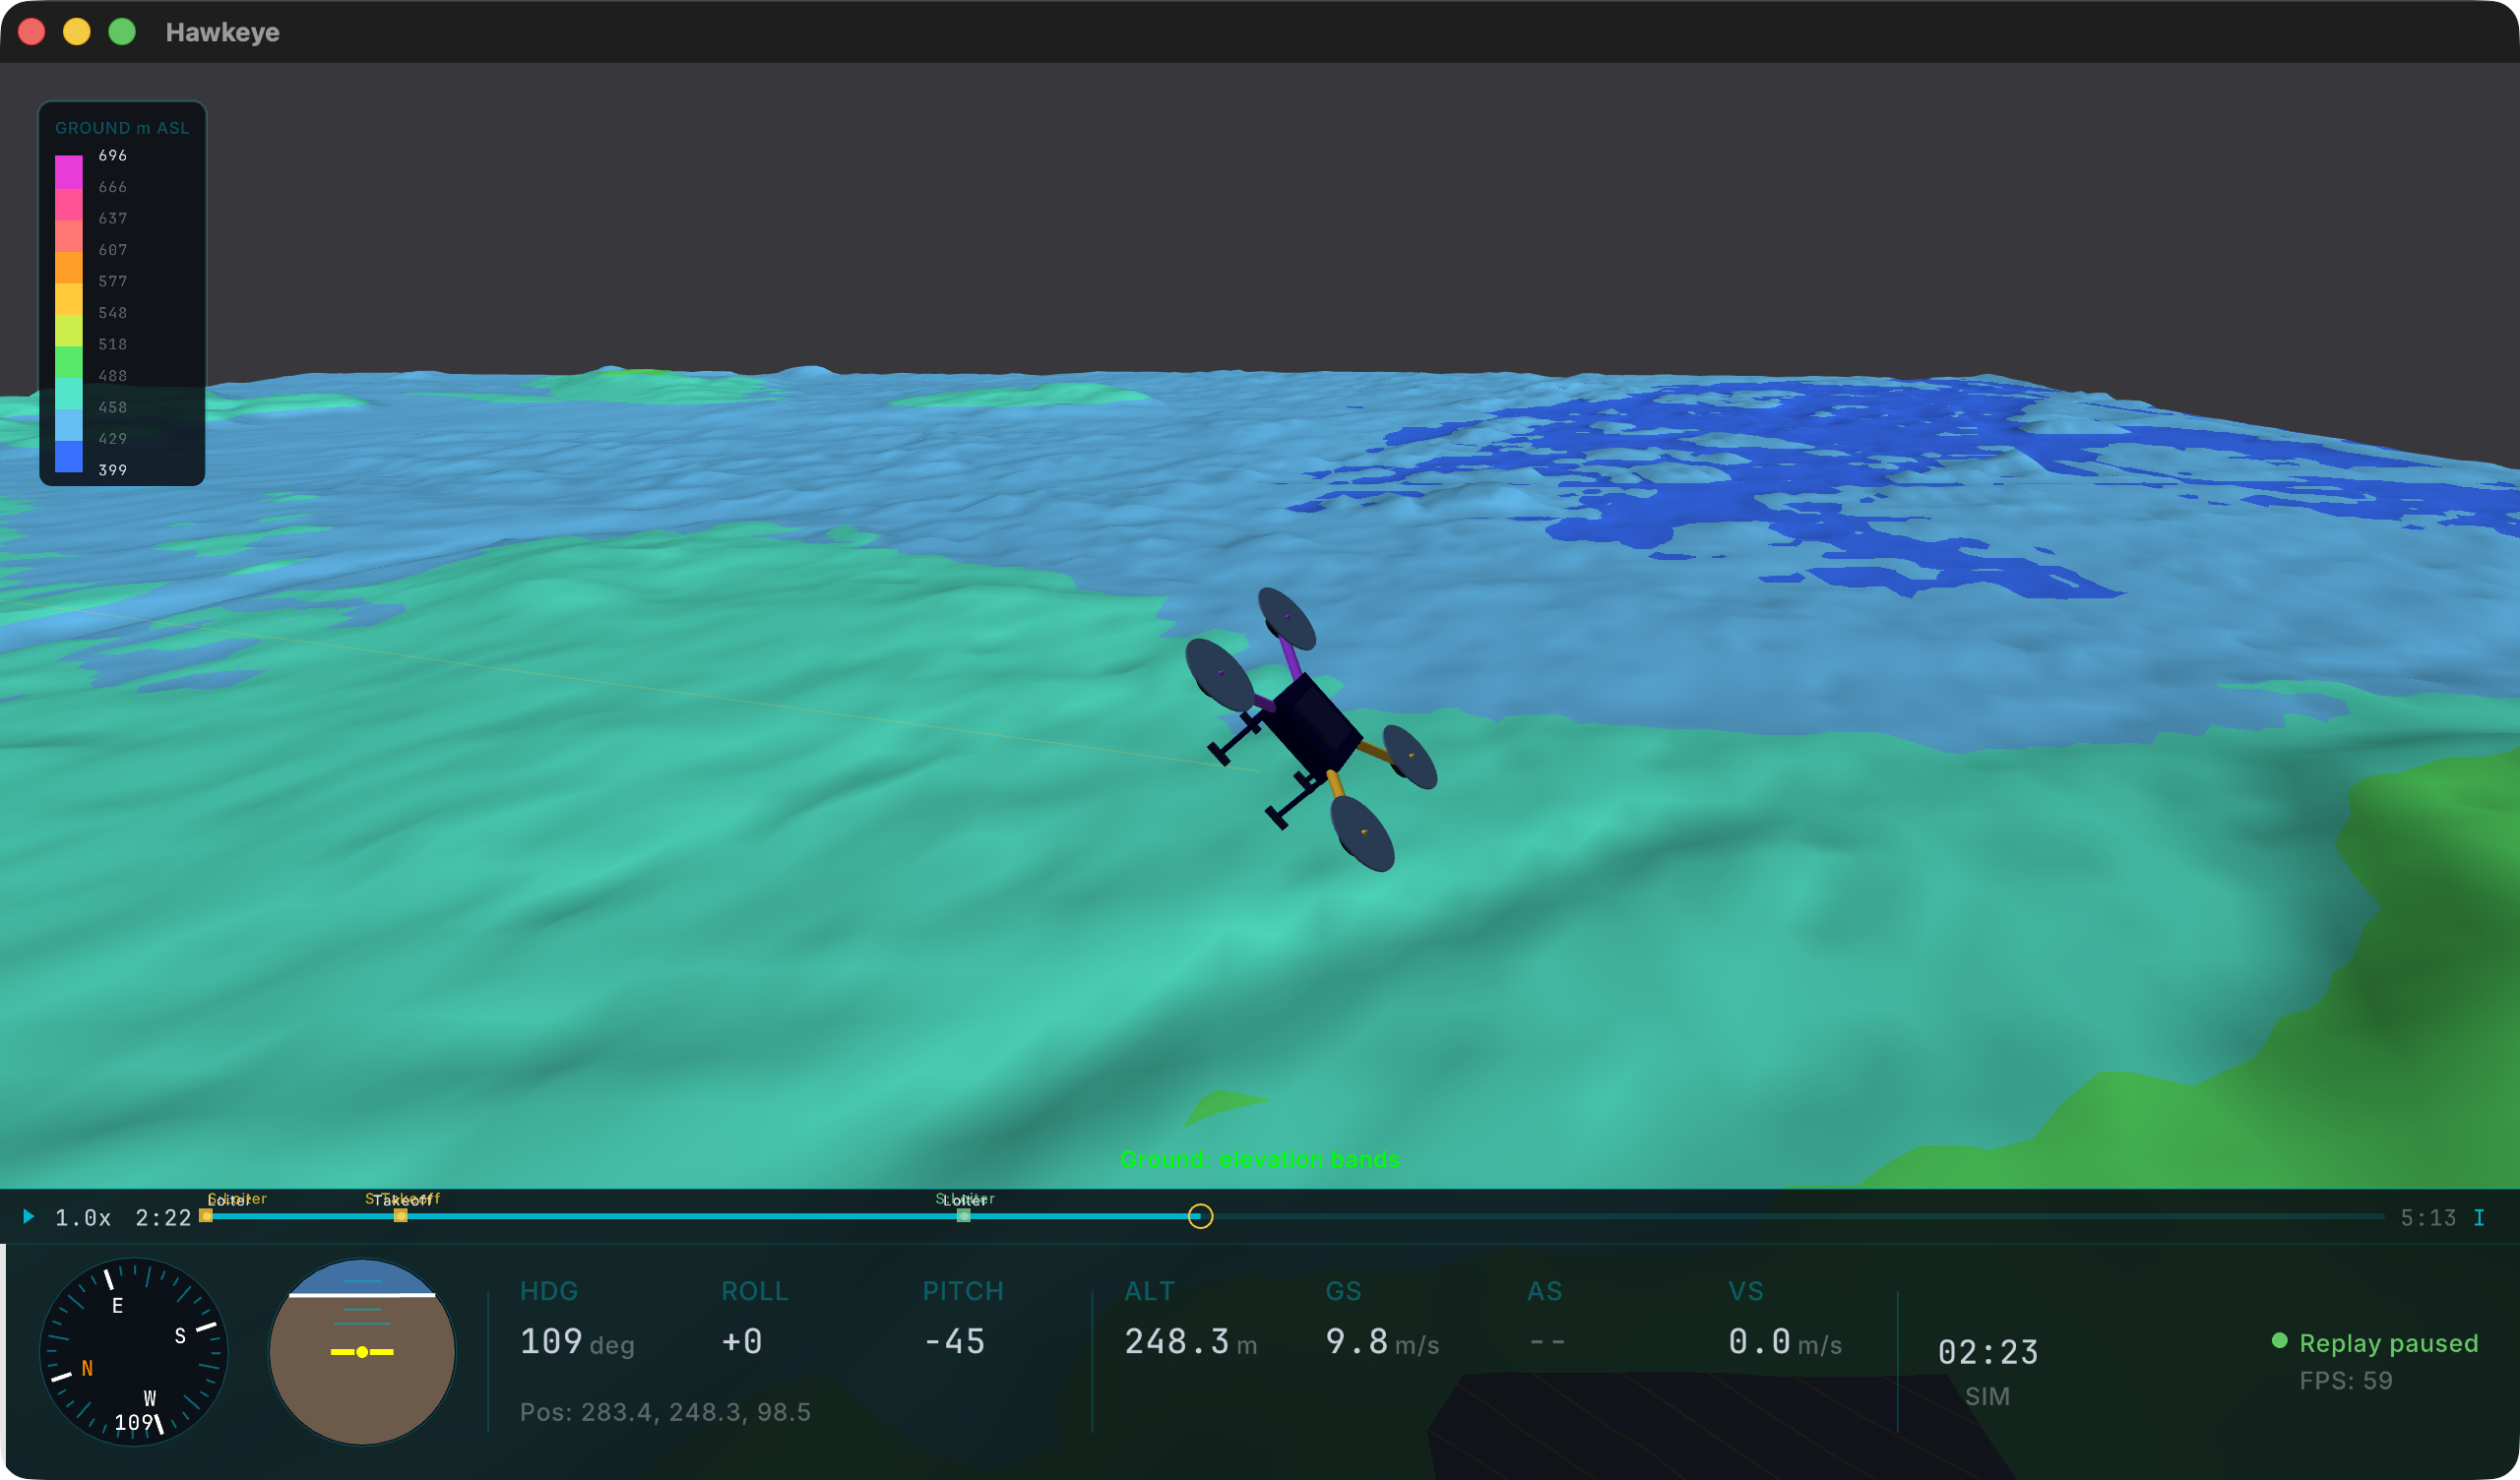 Hawkeye
GROUND m ASL
696
666
637
607
577
548
518
488
458
429
399
Ground: elevation bands
S:Loiter
Loiter
S:Takeoff
Takeoff
S:Loiter
Loiter
1.0x 2:22
5:13 I
E
S
N
W
109
HDG ROLL PITCH ALT GS AS VS
109 deg +0 -45 248.3 m 9.8 m/s -- 0.0 m/s
Pos: 283.4, 248.3, 98.5
02:23
SIM
Replay paused
FPS: 59